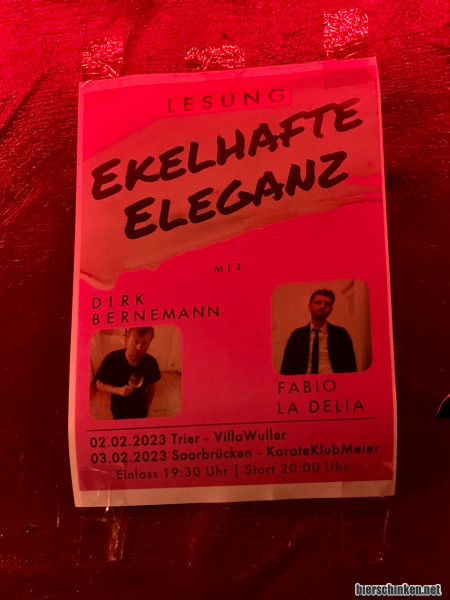 LESUNG
EKELHAFTE
ELEGANZ
MIT
DIRK
BERNEMANN
FABIO
LA DELIA
02.02.2023 Trier - VillaWuller
03.02.2023 Saarbrücken - KarateKlubMeier
Einlass 19:30 Uhr | Start 20:00 Uhr
bierschinken.net